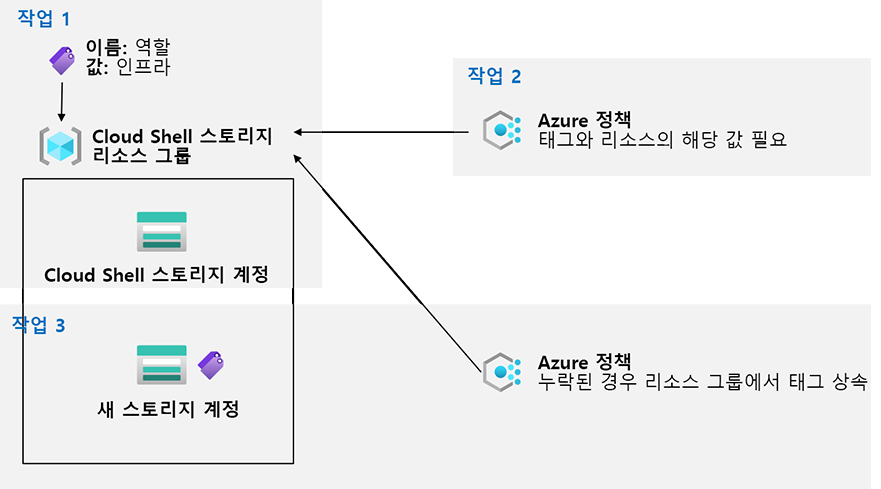 작업 1
이름: 역할
값: 인프라
Cloud Shell 스토리지
리소스 그룹
작업 2
Azure 정책
태그와 리소스의 해당 값 필요
Cloud Shell 스토리지 계정
작업 3
새 스토리지 계정
Azure 정책
누락된 경우 리소스 그룹에서 태그 상속